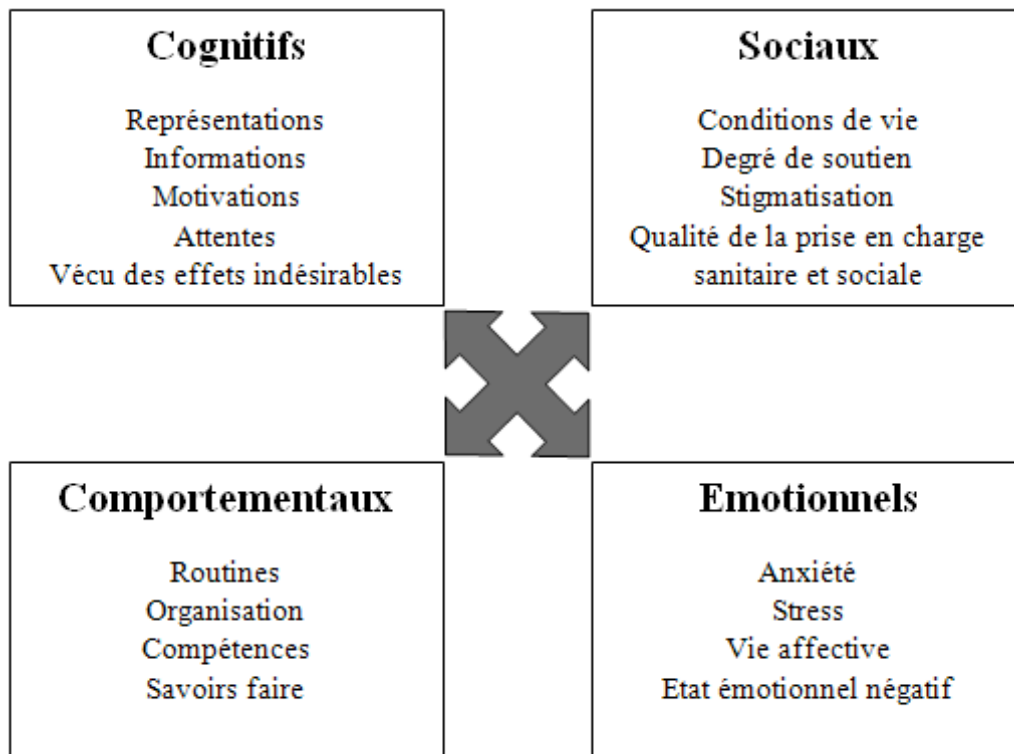 Cognitifs
Représentations
Informations
Motivations
Attentes
Vécu des effets indésirables
Sociaux
Conditions de vie
Degré de soutien
Stigmatisation
Qualité de la prise en charge
sanitaire et sociale
Comportementaux
Routines
Organisation
Compétences
Savoirs faire
Emotionnels
Anxiété
Stress
Vie affective
Etat émotionnel négatif